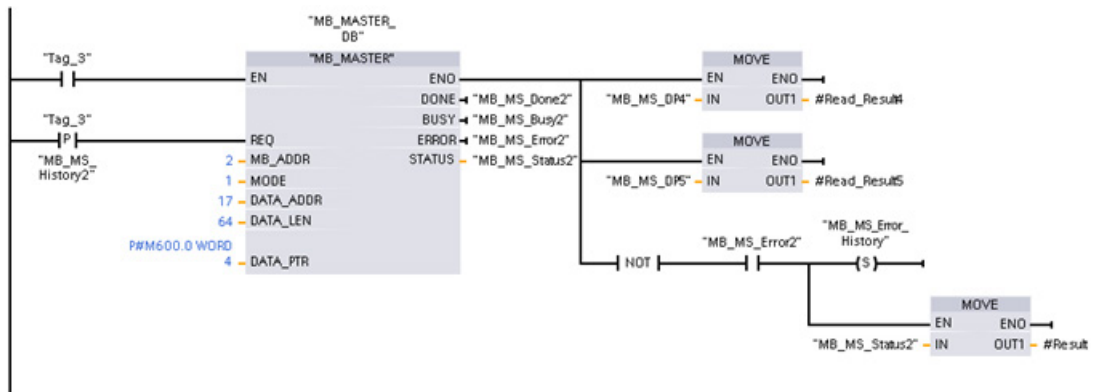 "MB_MASTER_
DB"
"Tag_3"
"MB_MASTER"
EN
ENO
DONE
"MB_MS_Done2"
BUSY
"MB_MS_Busy2"
"Tag_3"
P
"MB_MS_
History2"
REQ
ERROR
"MB_MS_Error2"
2
MB_ADDR
STATUS
"MB_MS_Status2"
1
MODE
17
DATA_ADDR
64
DATA_LEN
P#M600.0 WORD
4
DATA_PTR
MOVE
EN
ENO
"MB_MS_DP4"
IN
OUT1
#Read_Result4
MOVE
EN
ENO
"MB_MS_DP5"
IN
OUT1
#Read_Result5
NOT
"MB_MS_Error2"
"MB_MS_Error_
History"
S
MOVE
EN
ENO
"MB_MS_Status2"
IN
OUT1
#Result